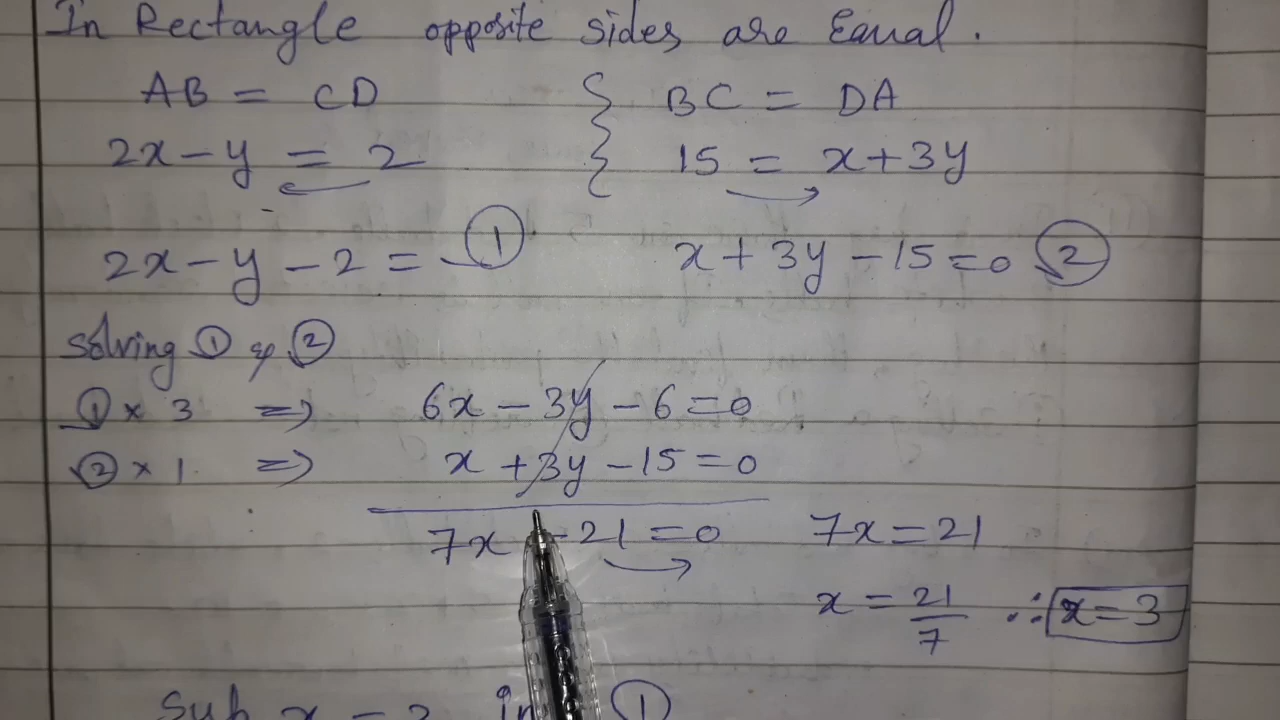 In Rectangle opposite sides are Equal.
AB = CD { BC = DA
2x - y = 2 15 = x + 3y
2x - y - 2 = ① x + 3y - 15 = 0 ②
Solving ① & ②
① × 3 ⇒ 6x - 3y - 6 = 0
② × 1 ⇒ x + 3y - 15 = 0
7x - 21 = 0 7x = 21
x = 21/7 ∴ x = 3
Sub x = 3 in ①